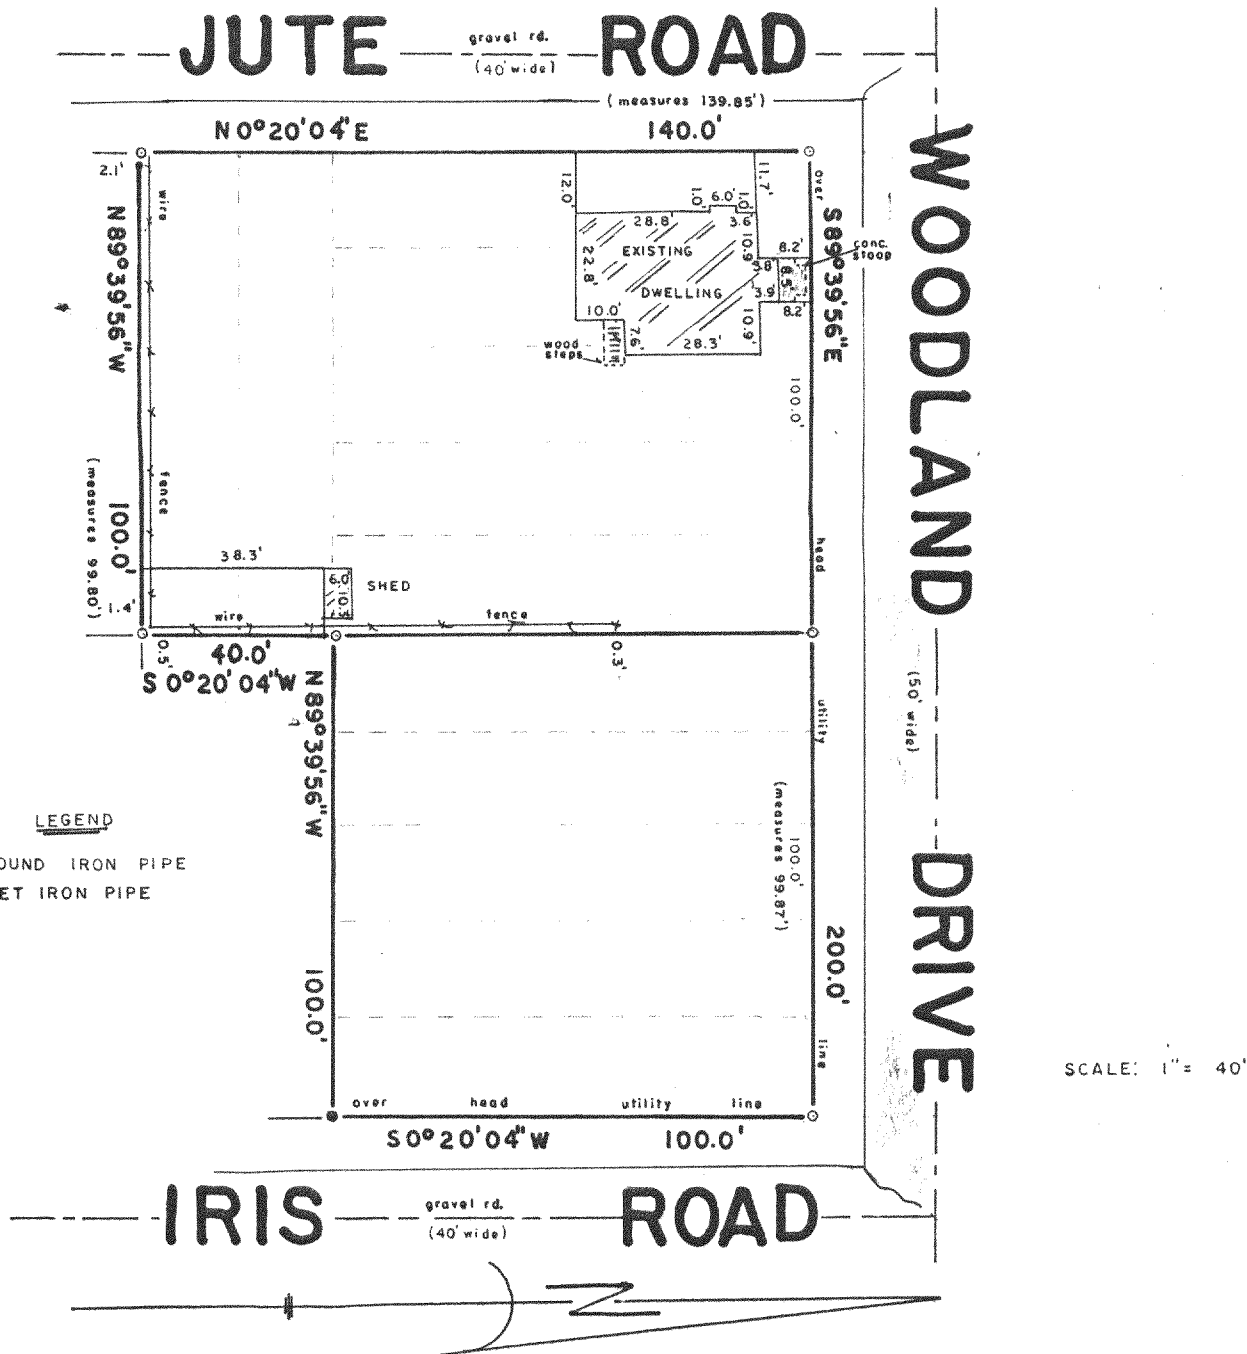 JUTE ROAD
gravel rd.
(40' wide)
(measures 139.85')
N 0° 20' 04" E
140.0'
2.1'
wire
fence
N 89° 39' 56" W
100.0'
(measures 99.80')
1.4'
12.0'
11.7'
1.0'
6.0'
1.0'
28.8'
3.6'
EXISTING
DWELLING
22.8'
10.9'
8.2'
3.8'
8.5'
3.9'
8.2'
conc.
stoop
10.0'
7.6'
28.3'
10.9'
wood
steps
over
head
utility
line
S 89° 39' 56" E
100.0'
WOODLAND DRIVE
(50' wide)
38.3'
6.0'
10.3'
SHED
wire
fence
0.5'
0.3'
40.0'
S 0° 20' 04" W
N 89° 39' 56" W
100.0'
100.0'
(measures 99.87')
200.0'
LEGEND
OUND IRON PIPE
ET IRON PIPE
SCALE: 1" = 40'
over head utility line
S 0° 20' 04" W
100.0'
IRIS ROAD
gravel rd.
(40' wide)
N